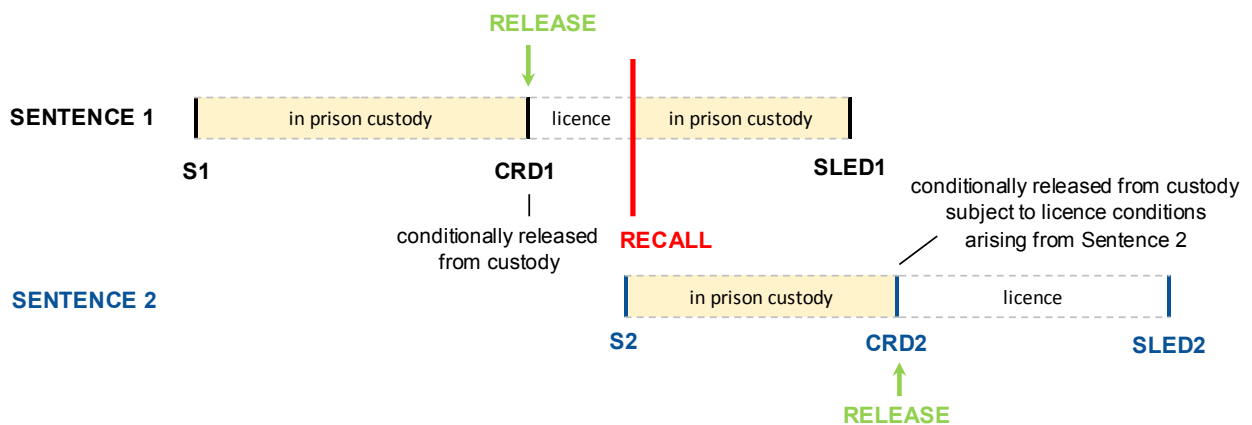 RELEASE
SENTENCE 1
in prison custody
licence
in prison custody
S1
CRD1
SLED1
conditionally released
from custody
RECALL
conditionally released from custody
subject to licence conditions
arising from Sentence 2
SENTENCE 2
in prison custody
licence
S2
CRD2
SLED2
RELEASE